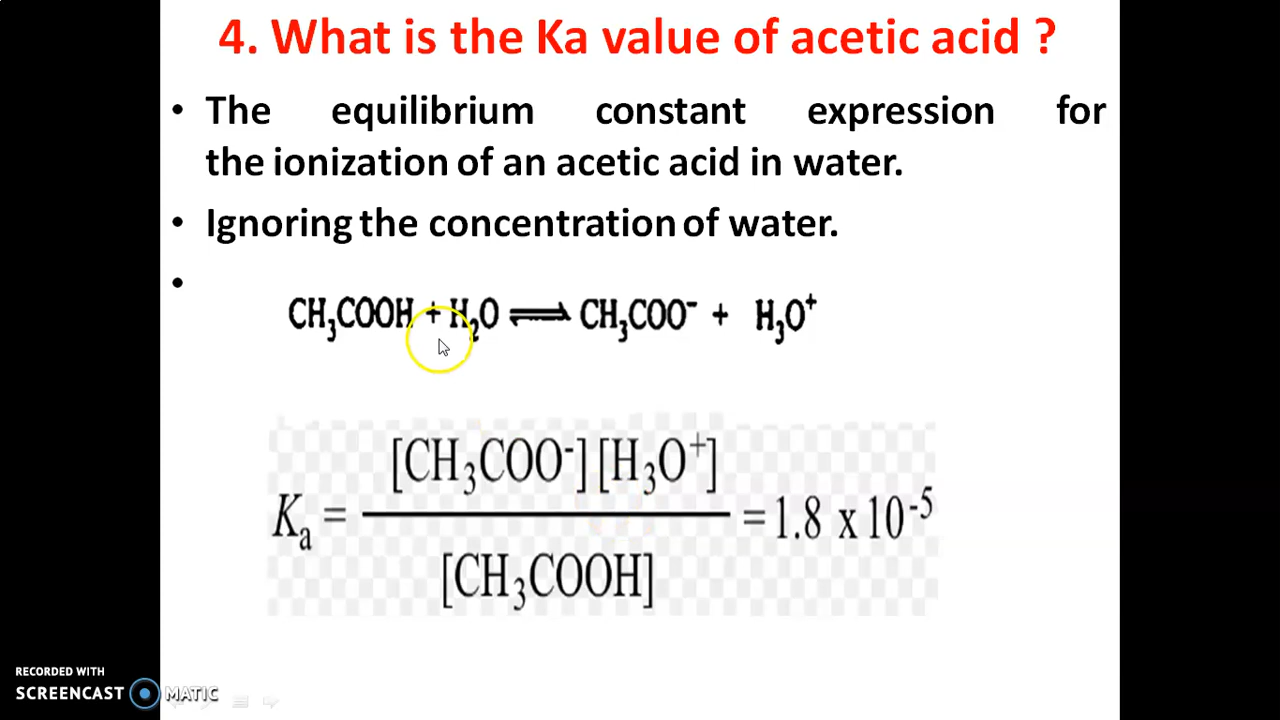 4. What is the Ka value of acetic acid ?
• The equilibrium constant expression for
the ionization of an acetic acid in water.
• Ignoring the concentration of water.
•
CH₃COOH + H₂O ⇌ CH₃COO⁻ + H₃O⁺
[CH₃COO⁻][H₃O⁺]
Kₐ = = 1.8 x 10⁻⁵
[CH₃COOH]
RECORDED WITH
SCREENCAST MATIC